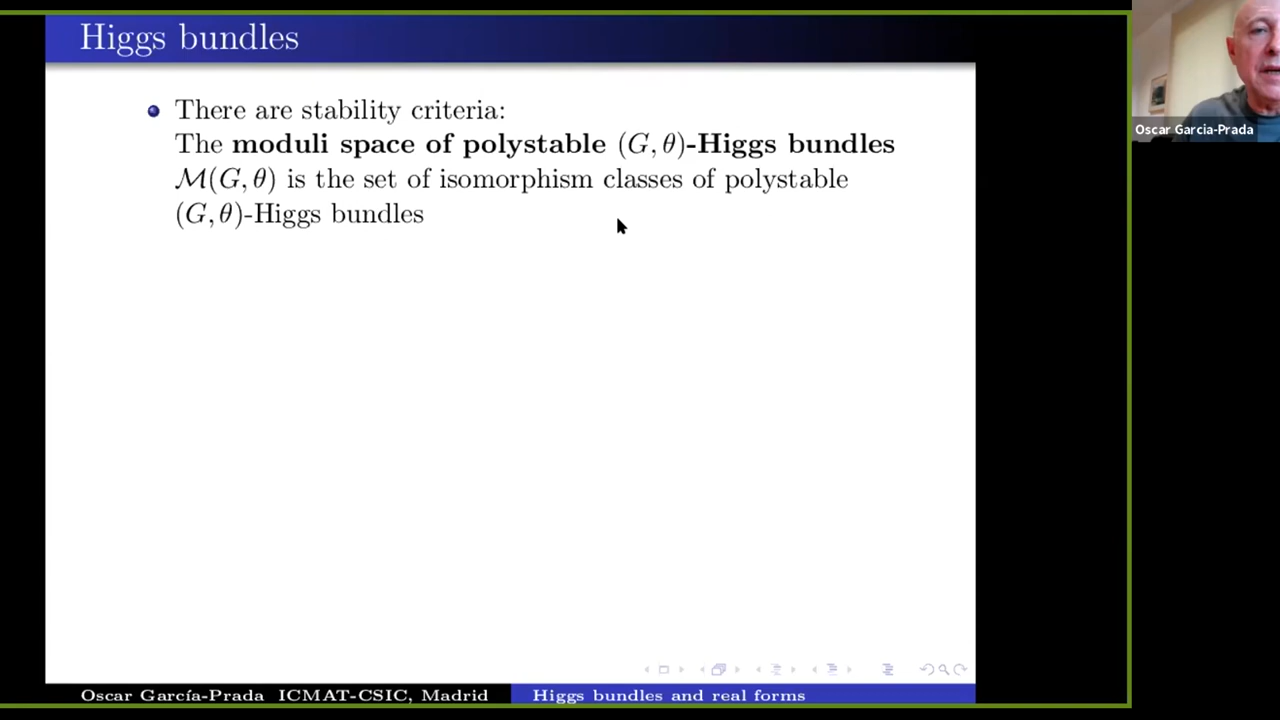 Higgs bundles
There are stability criteria:
The moduli space of polystable (G, θ)-Higgs bundles
ℳ(G, θ) is the set of isomorphism classes of polystable
(G, θ)-Higgs bundles
Oscar Garcia-Prada
Oscar García-Prada ICMAT-CSIC, Madrid
Higgs bundles and real forms